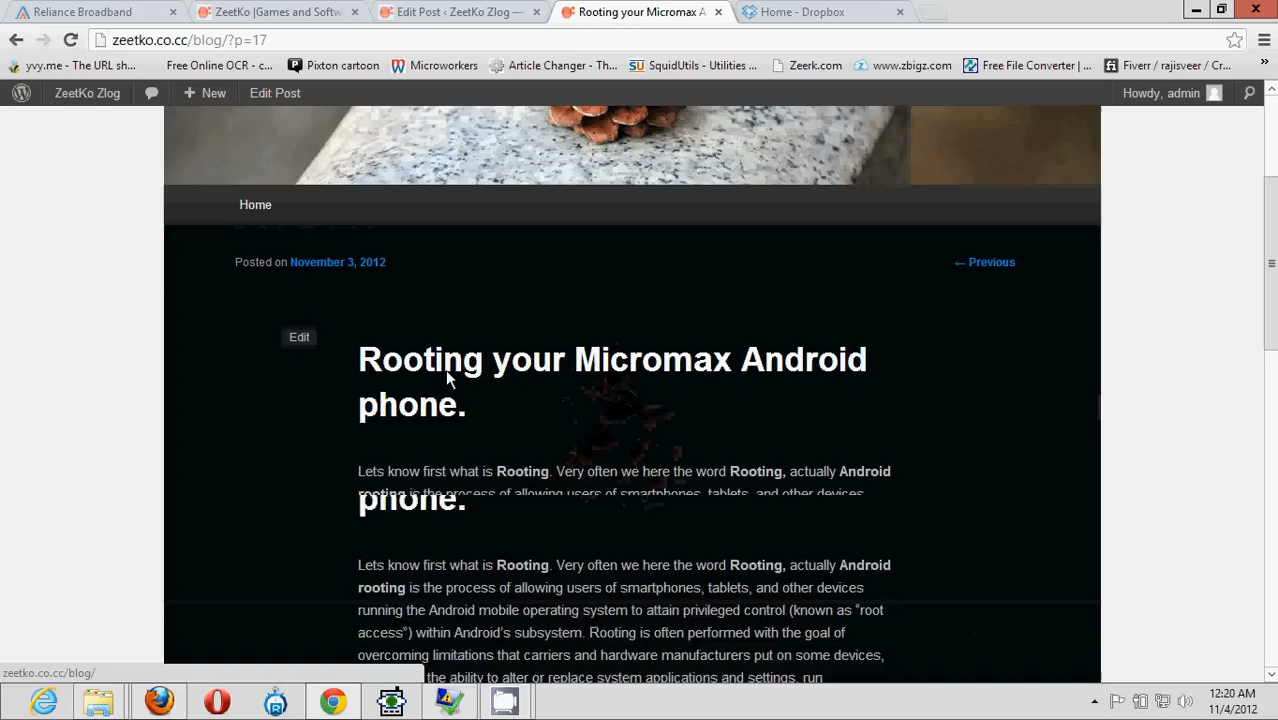 Reliance Broadband
ZeetKo |Games and Softw
Edit Post ‹ ZeetKo Zlog —
Rooting your Micromax A
Home - Dropbox
zeetko.co.cc/blog/?p=17
yvy.me - The URL sh...
Free Online OCR - c...
Pixton cartoon
Microworkers
Article Changer - Th...
SquidUtils - Utilities ...
Zeerk.com
www.zbigz.com
Free File Converter | ...
Fiverr / rajisveer / Cr...
ZeetKo Zlog
+ New
Edit Post
Howdy, admin
Home
Posted on November 3, 2012
← Previous
Edit
Rooting your Micromax Android
phone.
Lets know first what is Rooting. Very often we here the word Rooting, actually Android
rooting is the process of allowing users of smartphones, tablets, and other devices
phone.
Lets know first what is Rooting. Very often we here the word Rooting, actually Android
rooting is the process of allowing users of smartphones, tablets, and other devices
running the Android mobile operating system to attain privileged control (known as “root
access”) within Android’s subsystem. Rooting is often performed with the goal of
overcoming limitations that carriers and hardware manufacturers put on some devices,
the ability to alter or replace system applications and settings, run
zeetko.co.cc/blog/
12:20 AM
11/4/2012